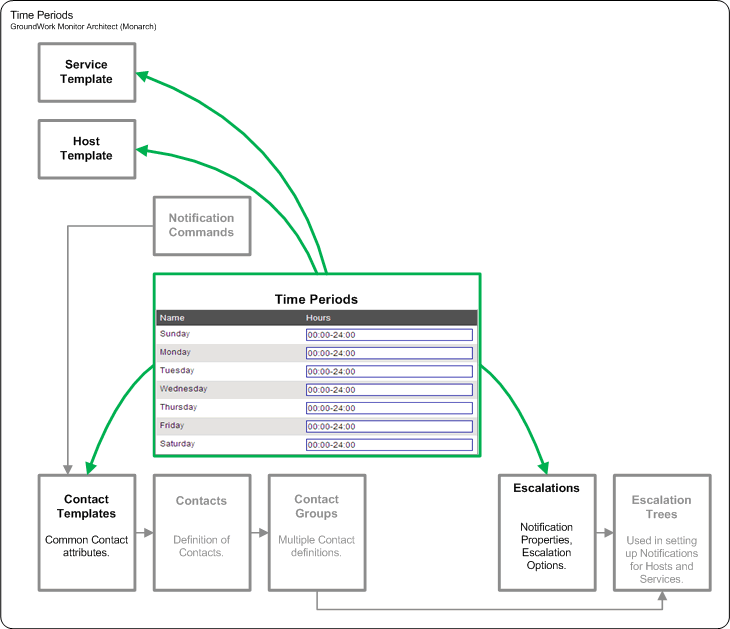 Time Periods
GroundWork Monitor Architect (Monarch)
Service
Template
Host
Template
Notification
Commands
Time Periods
Name Hours
Sunday 00:00-24:00
Monday 00:00-24:00
Tuesday 00:00-24:00
Wednesday 00:00-24:00
Thursday 00:00-24:00
Friday 00:00-24:00
Saturday 00:00-24:00
Contact
Templates
Common Contact
attributes.
Contacts
Definition of
Contacts.
Contact
Groups
Multiple Contact
definitions.
Escalations
Notification
Properties,
Escalation
Options.
Escalation
Trees
Used in setting
up Notifications
for Hosts and
Services.